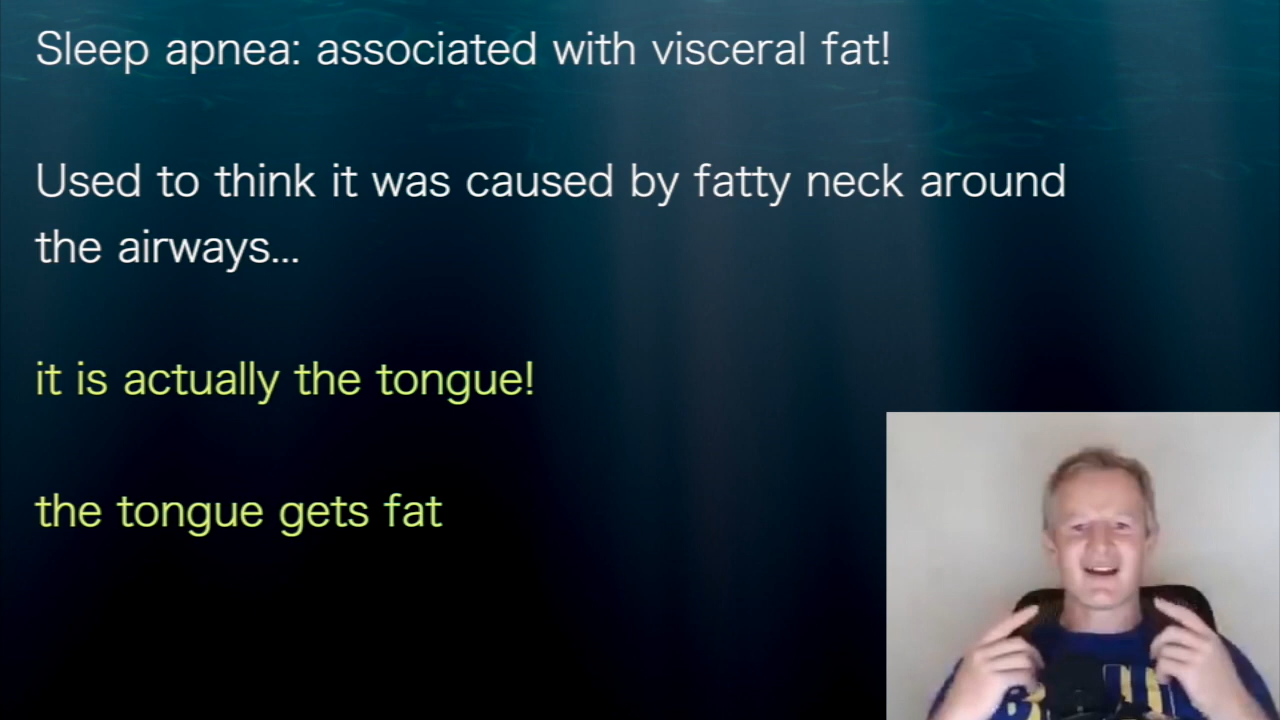 Sleep apnea: associated with visceral fat!
Used to think it was caused by fatty neck around
the airways...
it is actually the tongue!
the tongue gets fat